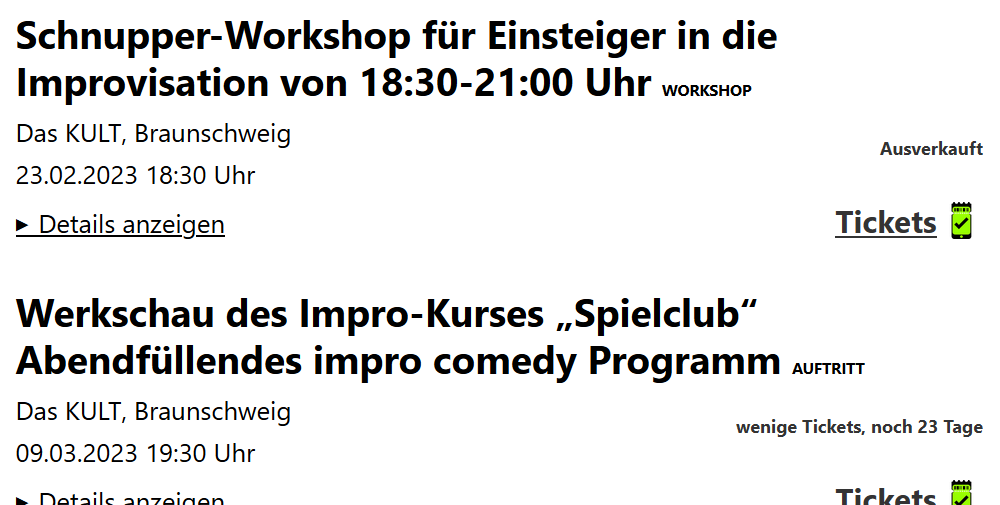 Schnupper-Workshop für Einsteiger in die
Improvisation von 18:30-21:00 Uhr WORKSHOP
Das KULT, Braunschweig
Ausverkauft
23.02.2023 18:30 Uhr
▸ Details anzeigen
Tickets
Werkschau des Impro-Kurses „Spielclub“
Abendfüllendes impro comedy Programm AUFTRITT
Das KULT, Braunschweig
wenige Tickets, noch 23 Tage
09.03.2023 19:30 Uhr
▸ Details anzeigen
Tickets